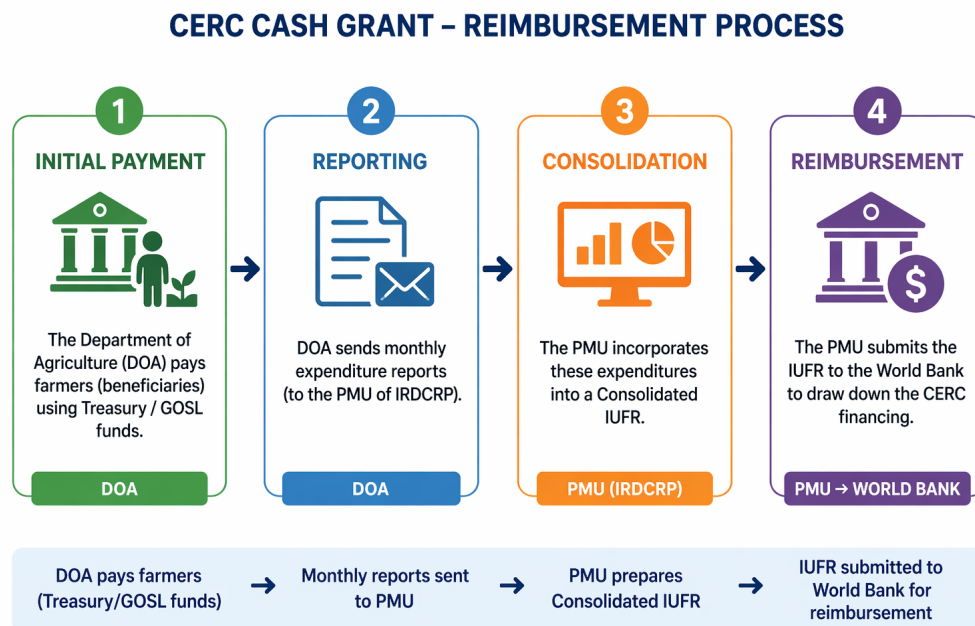 CERC CASH GRANT – REIMBURSEMENT PROCESS
1
INITIAL PAYMENT
The Department of
Agriculture (DOA) pays
farmers (beneficiaries)
using Treasury / GOSL
funds.
DOA
2
REPORTING
DOA sends monthly
expenditure reports
(to the PMU of IRDCRP).
DOA
3
CONSOLIDATION
The PMU incorporates
these expenditures
into a Consolidated
IUFR.
PMU (IRDCRP)
4
REIMBURSEMENT
$
The PMU submits the
IUFR to the World Bank
to draw down the CERC
financing.
PMU → WORLD BANK
DOA pays farmers
(Treasury/GOSL funds)
Monthly reports sent
to PMU
PMU prepares
Consolidated IUFR
IUFR submitted to
World Bank for
reimbursement